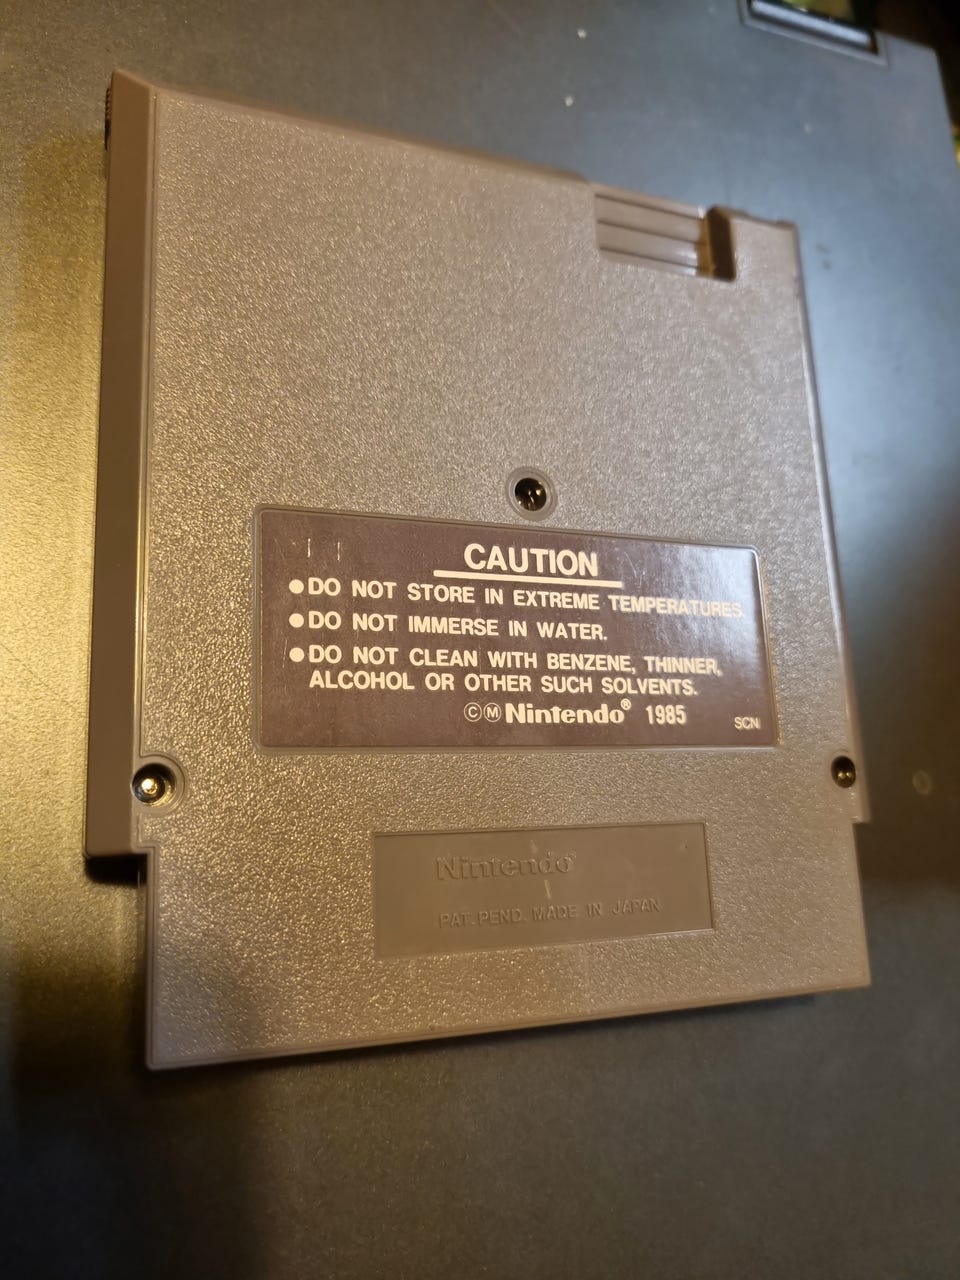 CAUTION
●DO NOT STORE IN EXTREME TEMPERATURES.
●DO NOT IMMERSE IN WATER.
●DO NOT CLEAN WITH BENZENE, THINNER,
ALCOHOL OR OTHER SUCH SOLVENTS.
ⒸⓂNintendo® 1985
SCN
Nintendo®
PAT. PEND. MADE IN JAPAN